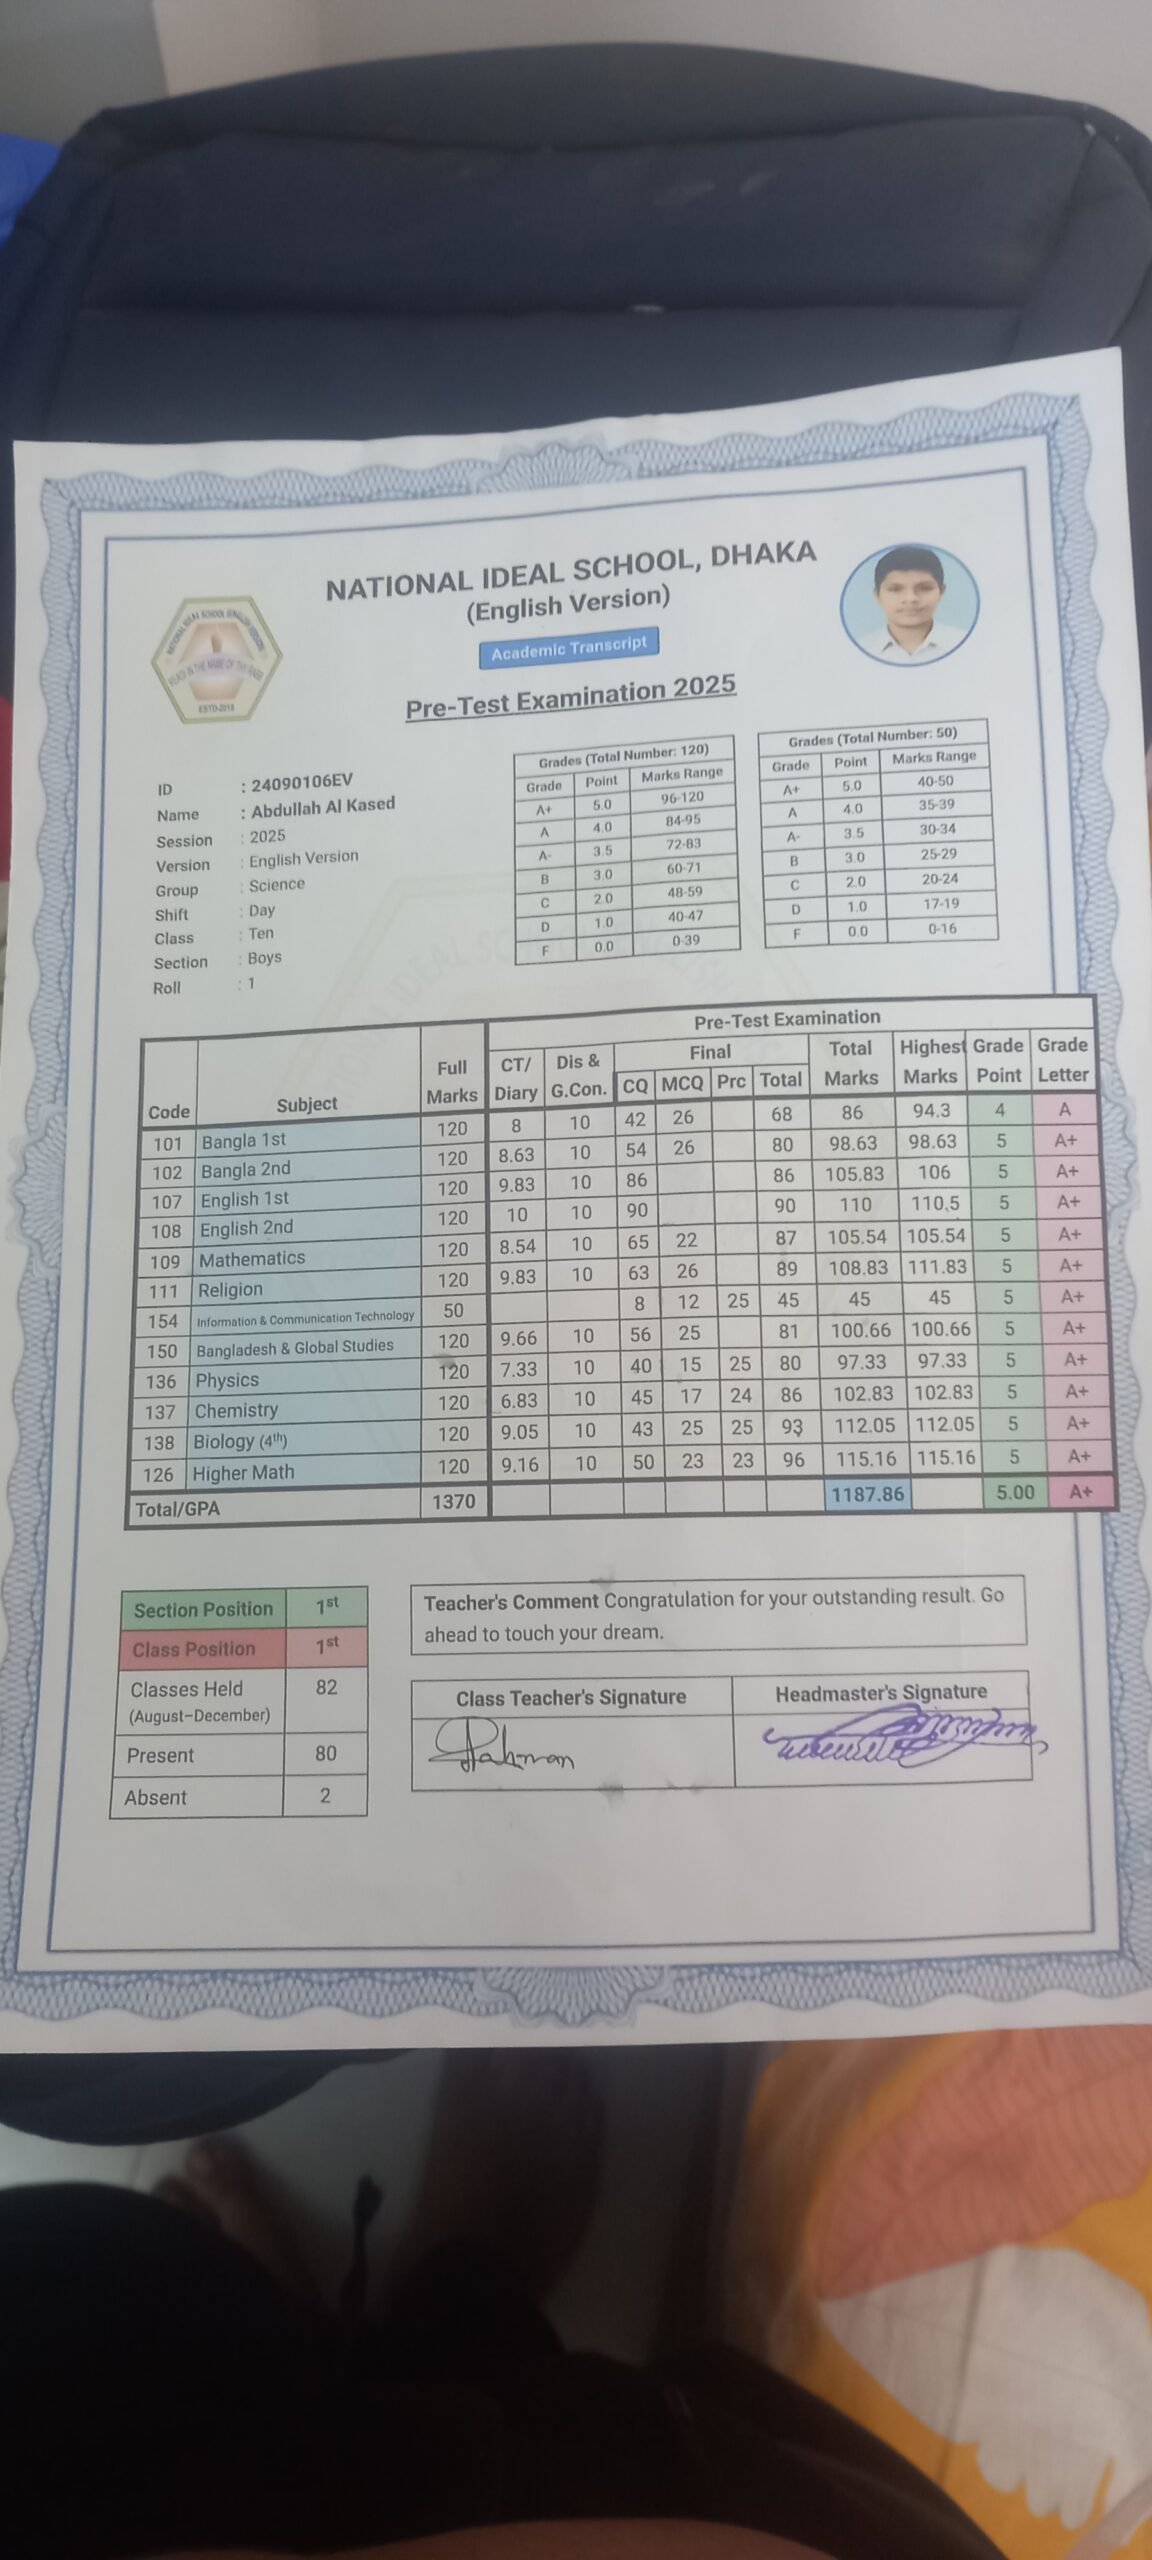 NATIONAL IDEAL SCHOOL, DHAKA
(English Version)
Academic Transcript
Pre-Test Examination 2025
NATIONAL IDEAL SCHOOL (ENGLISH VERSION)
READ IN THE NAME OF THY RABB
ESTD-2018
ID : 24090106EV
Name : Abdullah Al Kased
Session : 2025
Version : English Version
Group : Science
Shift : Day
Class : Ten
Section : Boys
Roll : 1
Grades (Total Number: 120)
Grade Point Marks Range
A+ 5.0 96-120
A 4.0 84-95
A- 3.5 72-83
B 3.0 60-71
C 2.0 48-59
D 1.0 40-47
F 0.0 0-39
Grades (Total Number: 50)
Grade Point Marks Range
A+ 5.0 40-50
A 4.0 35-39
A- 3.5 30-34
B 3.0 25-29
C 2.0 20-24
D 1.0 17-19
F 0.0 0-16
Pre-Test Examination
Code Subject Full Marks CT/ Diary Dis & G.Con. Final CQ MCQ Prc Total Total Marks Highest Marks Grade Point Grade Letter
101 Bangla 1st 120 8 10 42 26 68 86 94.3 4 A
102 Bangla 2nd 120 8.63 10 54 26 80 98.63 98.63 5 A+
107 English 1st 120 9.83 10 86 86 105.83 106 5 A+
108 English 2nd 120 10 10 90 90 110 110.5 5 A+
109 Mathematics 120 8.54 10 65 22 87 105.54 105.54 5 A+
111 Religion 120 9.83 10 63 26 89 108.83 111.83 5 A+
154 Information & Communication Technology 50 8 12 25 45 45 45 5 A+
150 Bangladesh & Global Studies 120 9.66 10 56 25 81 100.66 100.66 5 A+
136 Physics 120 7.33 10 40 15 25 80 97.33 97.33 5 A+
137 Chemistry 120 6.83 10 45 17 24 86 102.83 102.83 5 A+
138 Biology (4th) 120 9.05 10 43 25 25 93 112.05 112.05 5 A+
126 Higher Math 120 9.16 10 50 23 23 96 115.16 115.16 5 A+
Total/GPA 1370 1187.86 5.00 A+
Section Position 1st
Class Position 1st
Classes Held (August–December) 82
Present 80
Absent 2
Teacher's Comment Congratulation for your outstanding result. Go
ahead to touch your dream.
Class Teacher's Signature Headmaster's Signature
Rahman